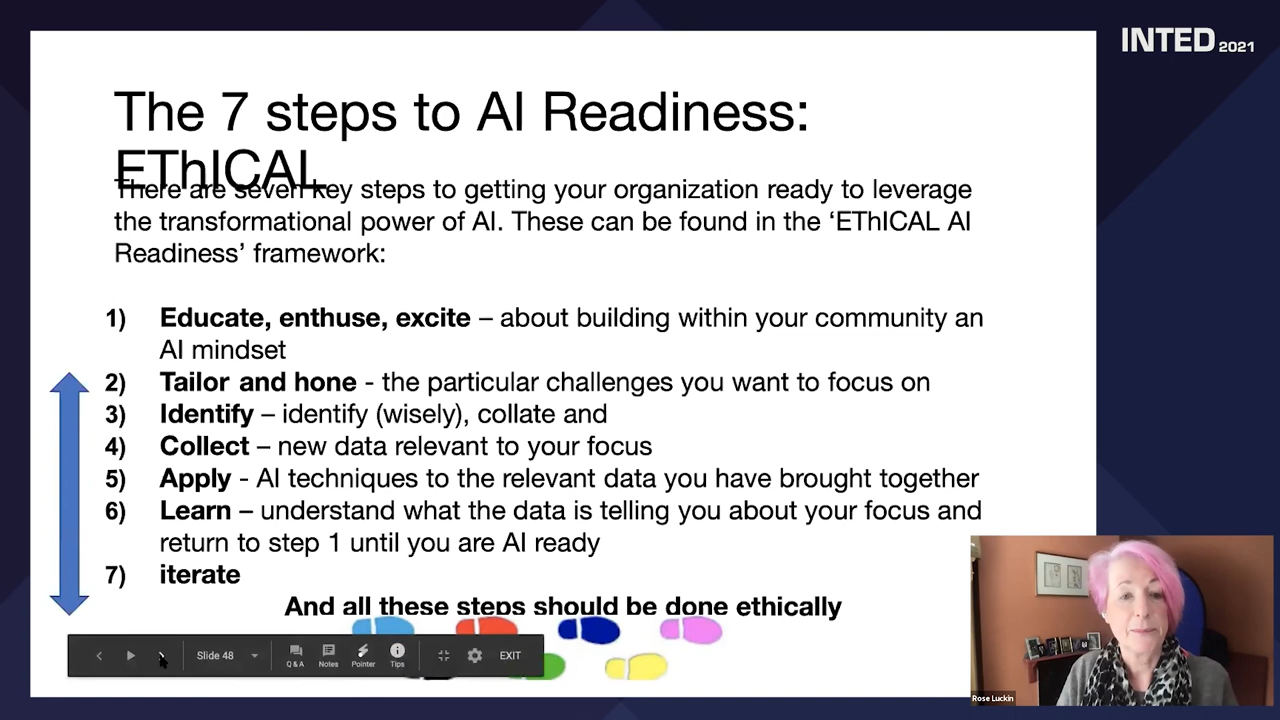 INTED 2021
The 7 steps to AI Readiness:
EThICAL
There are seven key steps to getting your organization ready to leverage
the transformational power of AI. These can be found in the ‘EThICAL AI
Readiness’ framework:
1) Educate, enthuse, excite – about building within your community an
AI mindset
2) Tailor and hone - the particular challenges you want to focus on
3) Identify – identify (wisely), collate and
4) Collect – new data relevant to your focus
5) Apply - AI techniques to the relevant data you have brought together
6) Learn – understand what the data is telling you about your focus and
return to step 1 until you are AI ready
7) iterate
And all these steps should be done ethically
Slide 48
Q & A
Notes
Pointer
Tips
EXIT
Rose Luckin